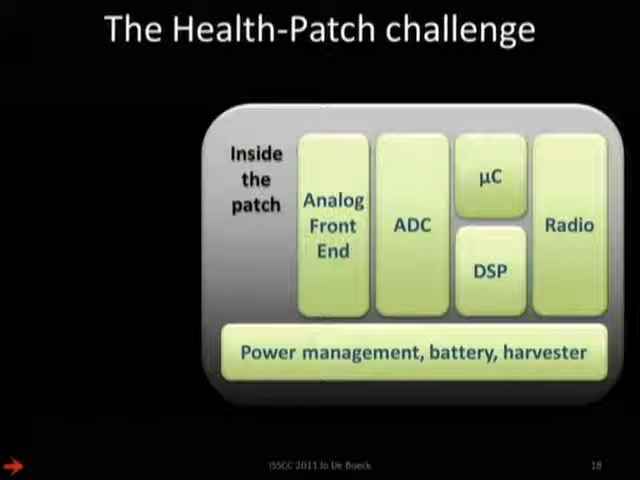 The Health-Patch challenge
Inside
the
patch
Analog
Front
End
ADC
µC
DSP
Radio
Power management, battery, harvester
ISSCC 2011 Jo De Boeck
18